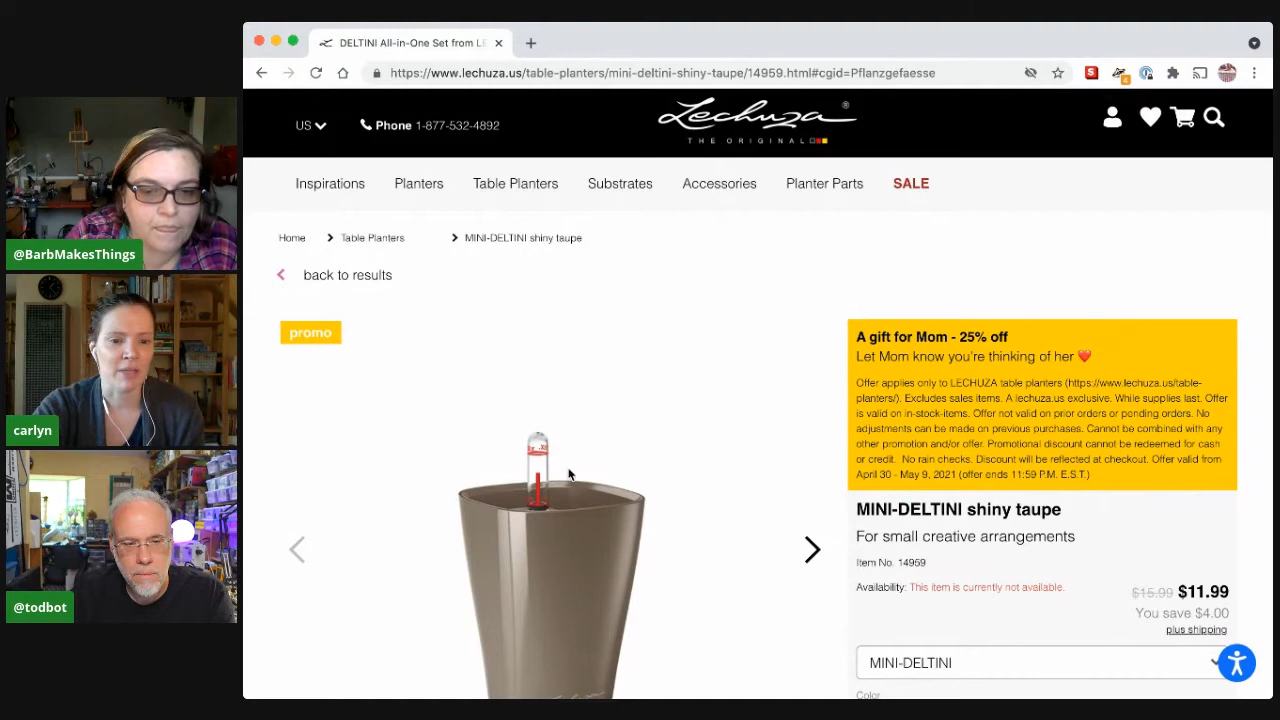 DELTINI All-in-One Set from LE
https://www.lechuza.us/table-planters/mini-deltini-shiny-taupe/14959.html#cgid=Pflanzgefaesse
US
Phone 1-877-532-4892
Lechuza®
THE ORIGINAL
Inspirations
Planters
Table Planters
Substrates
Accessories
Planter Parts
SALE
Home
Table Planters
MINI-DELTINI shiny taupe
back to results
promo
A gift for Mom - 25% off
Let Mom know you're thinking of her ❤️
Offer applies only to LECHUZA table planters (https://www.lechuza.us/table-
planters/). Excludes sales items. A lechuza.us exclusive. While supplies last. Offer
is valid on in-stock-items. Offer not valid on prior orders or pending orders. No
adjustments can be made on previous purchases. Cannot be combined with any
other promotion and/or offer. Promotional discount cannot be redeemed for cash
or credit. No rain checks. Discount will be reflected at checkout. Offer valid from
April 30 - May 9, 2021 (offer ends 11:59 P.M. E.S.T.)
MINI-DELTINI shiny taupe
For small creative arrangements
Item No. 14959
Availability: This item is currently not available.
$15.99 $11.99
You save $4.00
plus shipping
MINI-DELTINI
Color
@BarbMakesThings
carlyn
@todbot